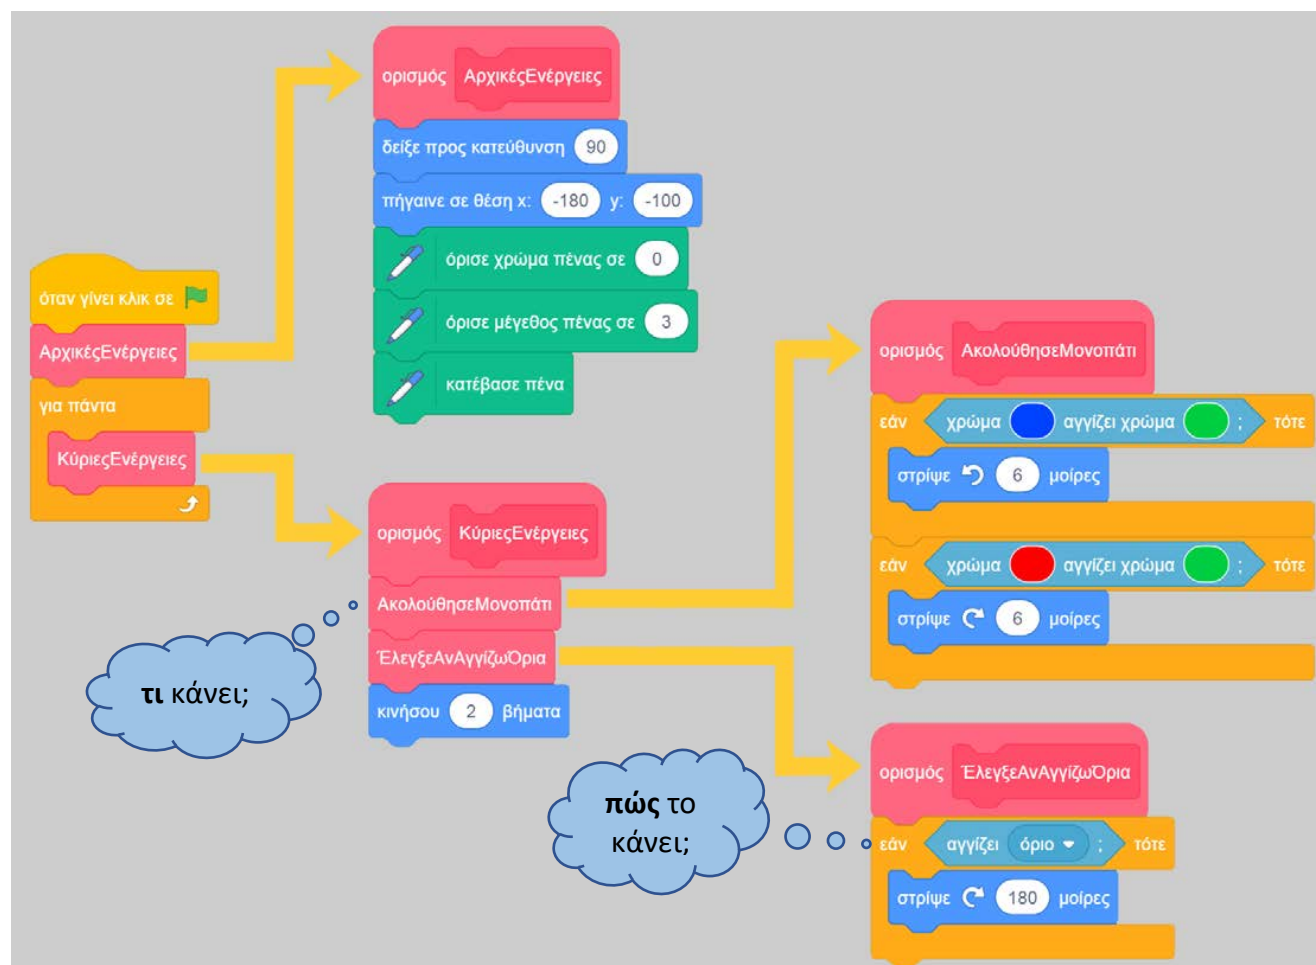 όταν γίνει κλικ σε
ΑρχικέςΕνέργειες
για πάντα
ΚύριεςΕνέργειες
ορισμός ΑρχικέςΕνέργειες
δείξε προς κατεύθυνση 90
πήγαινε σε θέση x: -180 y: -100
όρισε χρώμα πένας σε 0
όρισε μέγεθος πένας σε 3
κατέβασε πένα
ορισμός ΚύριεςΕνέργειες
ΑκολούθησεΜονοπάτι
ΈλεγξεΑνΑγγίζωΌρια
κινήσου 2 βήματα
τι κάνει;
ορισμός ΑκολούθησεΜονοπάτι
εάν χρώμα αγγίζει χρώμα ; τότε
στρίψε 6 μοίρες
εάν χρώμα αγγίζει χρώμα ; τότε
στρίψε 6 μοίρες
πώς το
κάνει;
ορισμός ΈλεγξεΑνΑγγίζωΌρια
εάν αγγίζει όριο ; τότε
στρίψε 180 μοίρες